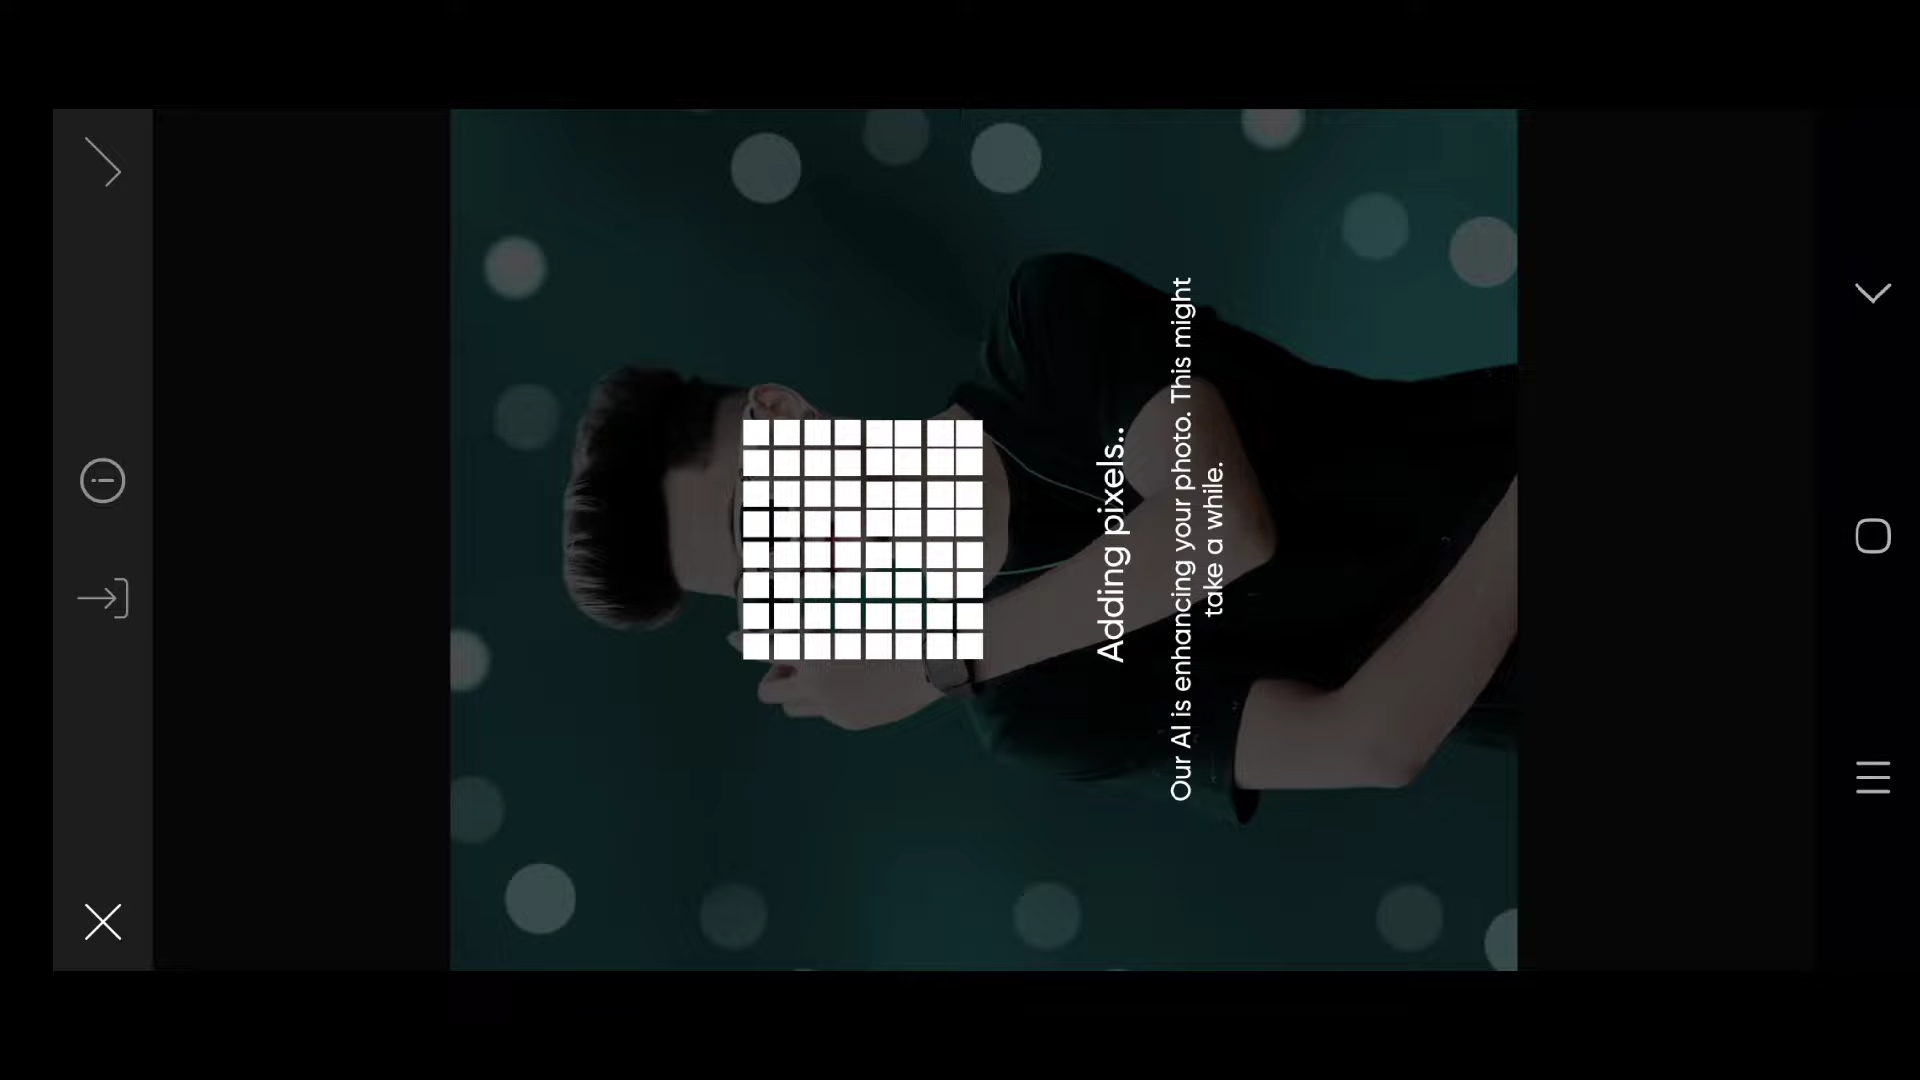 Adding pixels..
Our AI is enhancing your photo. This might
take a while.